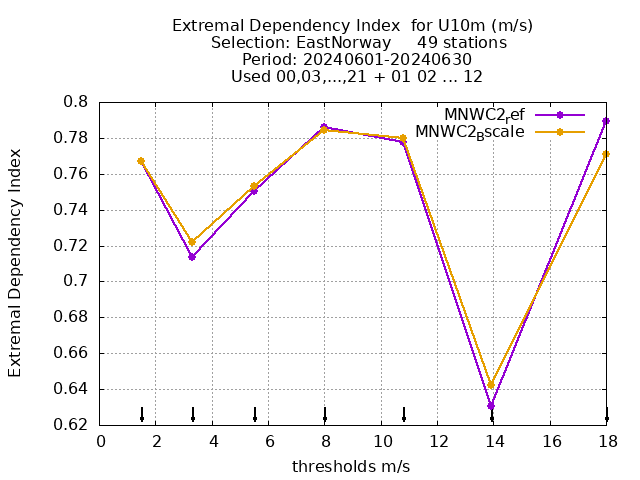 Extremal Dependency Index  for U10m (m/s)
Selection: EastNorway     49 stations
Period: 20240601-20240630
Used 00,03,...,21 + 01 02 ... 12
MNWC2ref
MNWC2Bscale
Extremal Dependency Index
0.8
0.78
0.76
0.74
0.72
0.7
0.68
0.66
0.64
0.62
0 2 4 6 8 10 12 14 16 18
thresholds m/s